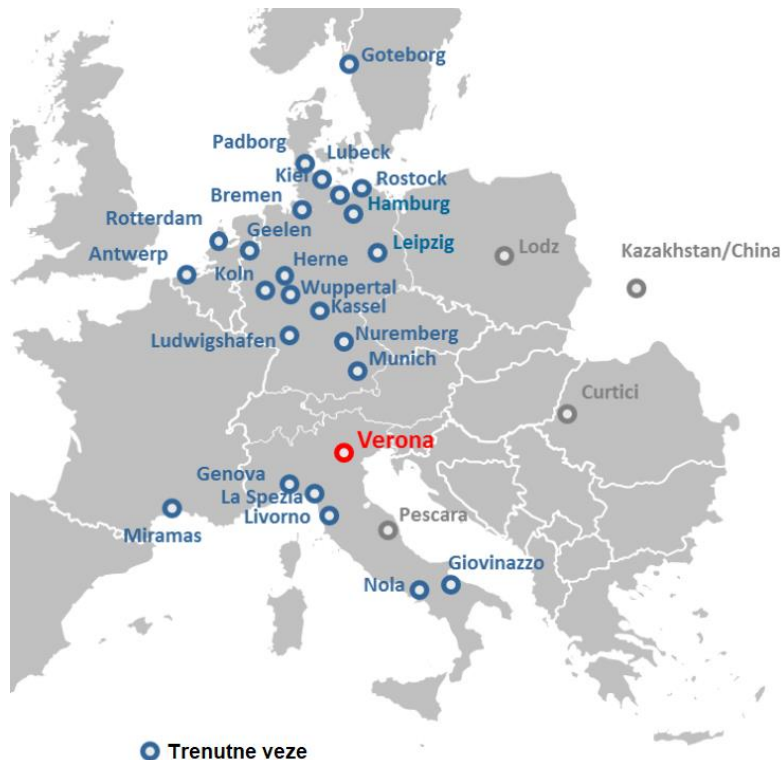 Goteborg
Padborg
Lubeck
Kiel
Rostock
Bremen
Hamburg
Rotterdam
Geelen
Leipzig
Lodz
Kazakhstan/China
Antwerp
Herne
Koln
Wuppertal
Kassel
Ludwigshafen
Nuremberg
Munich
Curtici
Verona
Genova
La Spezia
Livorno
Pescara
Miramas
Giovinazzo
Nola
Trenutne veze